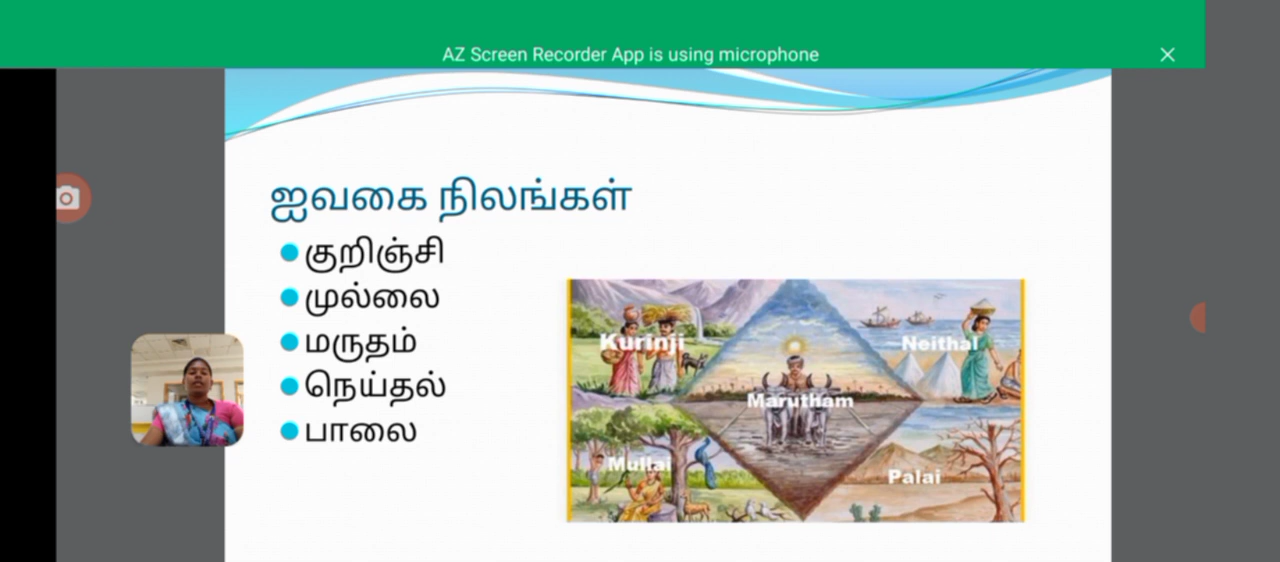 AZ Screen Recorder App is using microphone
ஐவகை நிலங்கள்
குறிஞ்சி
முல்லை
மருதம்
நெய்தல்
பாலை
Kurinji
Neithal
Marutham
Mullai
Palai